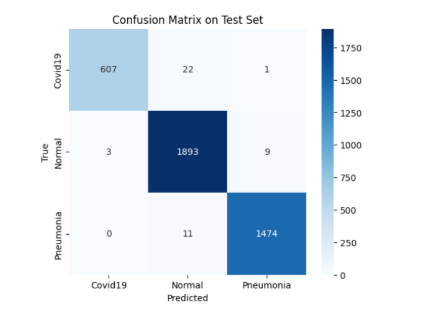 Confusion Matrix on Test Set
Covid19
607 22 1
1750
1500
1250
True
Normal
3 1893 9
1000
750
500
Pneumonia
0 11 1474
250
0
Covid19 Normal Pneumonia
Predicted